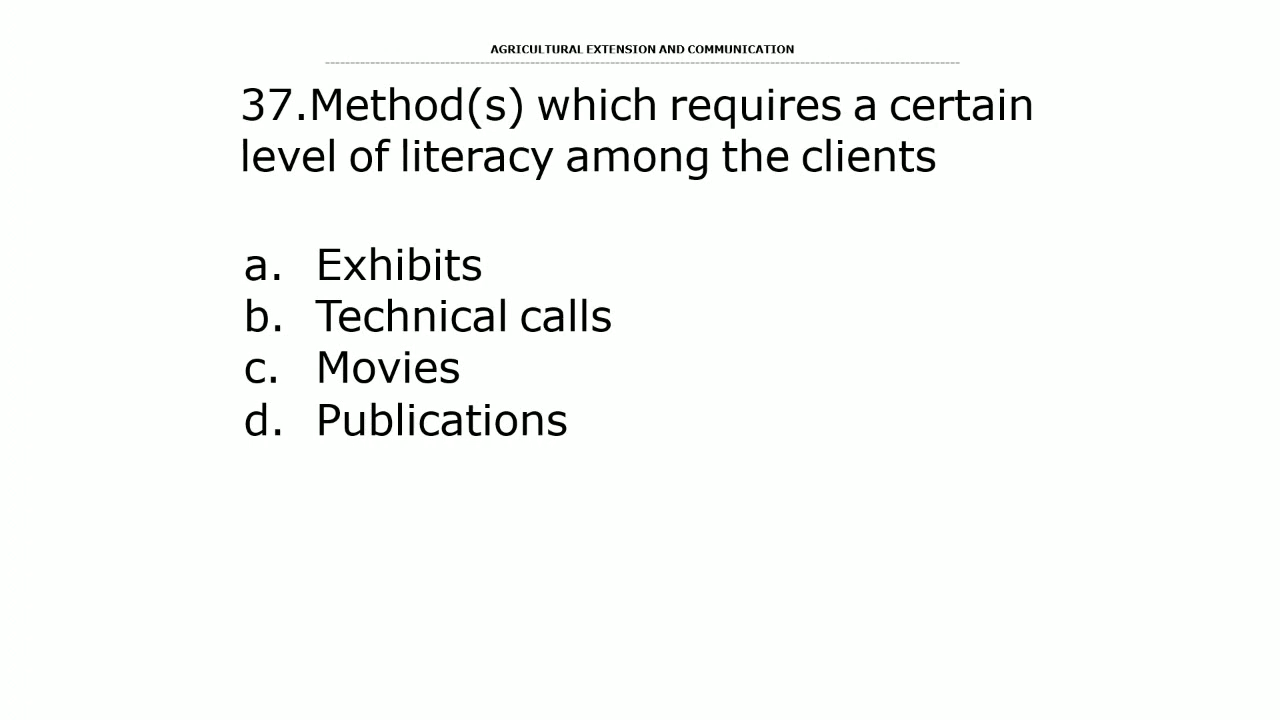 AGRICULTURAL EXTENSION AND COMMUNICATION
37.Method(s) which requires a certain
level of literacy among the clients
a. Exhibits
b. Technical calls
c. Movies
d. Publications